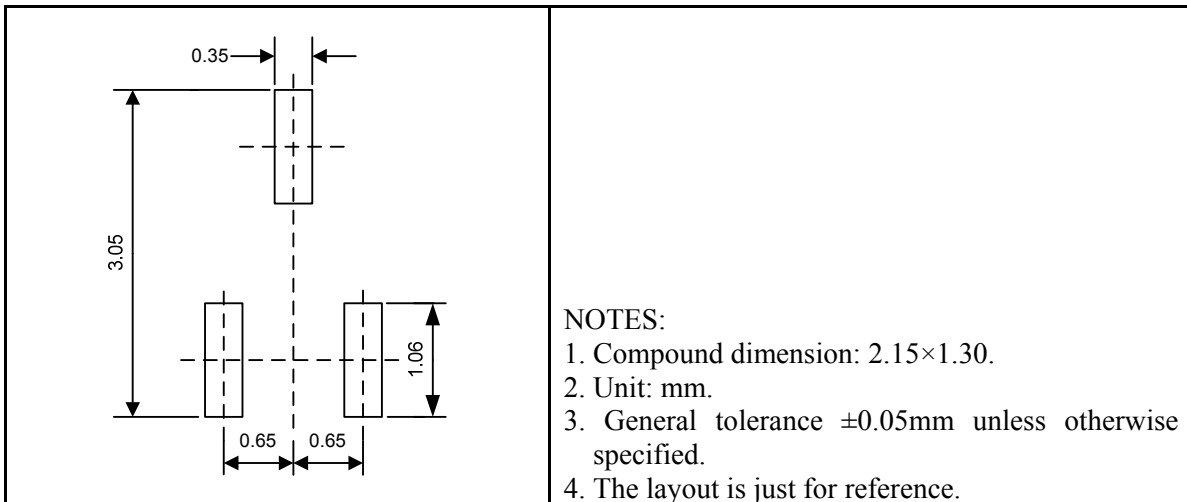 0.35
3.05
1.06
0.65 0.65
NOTES:
1. Compound dimension: 2.15×1.30.
2. Unit: mm.
3. General tolerance ±0.05mm unless otherwise
specified.
4. The layout is just for reference.